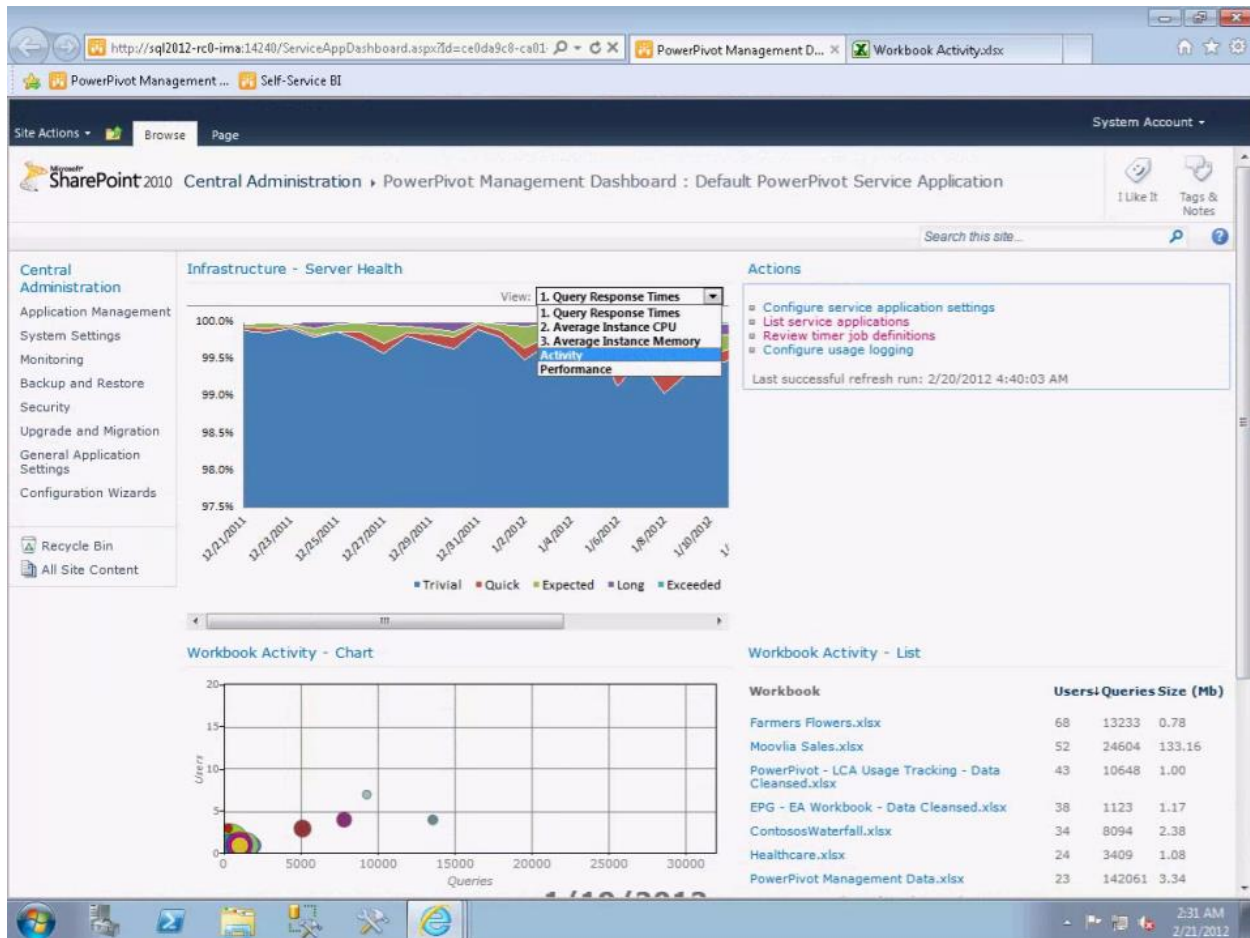 http://sql2012-rc0-ima:14240/ServiceAppDashboard.aspx?Id=ce0da9c8-ca01-
PowerPivot Management D...
Workbook Activity.xlsx
PowerPivot Manag­ement ...
Self-Service BI
Site Actions
Browse
Page
System Account
Microsoft
SharePoint 2010
Central Administration
PowerPivot Management Dashboard : Default PowerPivot Service Application
I Like It
Tags &
Notes
Search this site...
Central
Administration
Application Management
System Settings
Monitoring
Backup and Restore
Security
Upgrade and Migration
General Application
Settings
Configuration Wizards
Recycle Bin
All Site Content
Infrastructure - Server Health
View: 1. Query Response Times
1. Query Response Times
2. Average Instance CPU
3. Average Instance Memory
Activity
Performance
100.0%
99.5%
99.0%
98.5%
98.0%
97.5%
12/21/2011 12/23/2011 12/25/2011 12/27/2011 12/29/2011 12/31/2011 1/2/2012 1/4/2012 1/6/2012 1/8/2012 1/10/2012
Trivial Quick Expected Long Exceeded
Actions
Configure service application settings
List service applications
Review timer job definitions
Configure usage logging
Last successful refresh run: 2/20/2012 4:40:03 AM
Workbook Activity - Chart
20
15
10
5
0
Users
0 5000 10000 15000 20000 25000 30000
Queries
Workbook Activity - List
Workbook Users↓ Queries Size (Mb)
Farmers Flowers.xlsx 68 13233 0.78
Moovlia Sales.xlsx 52 24604 133.16
PowerPivot - LCA Usage Tracking - Data 43 10648 1.00
Cleansed.xlsx
EPG - EA Workbook - Data Cleansed.xlsx 38 1123 1.17
ContososWaterfall.xlsx 34 8094 2.38
Healthcare.xlsx 24 3409 1.08
PowerPivot Management Data.xlsx 23 142061 3.34
2:31 AM
2/21/2012